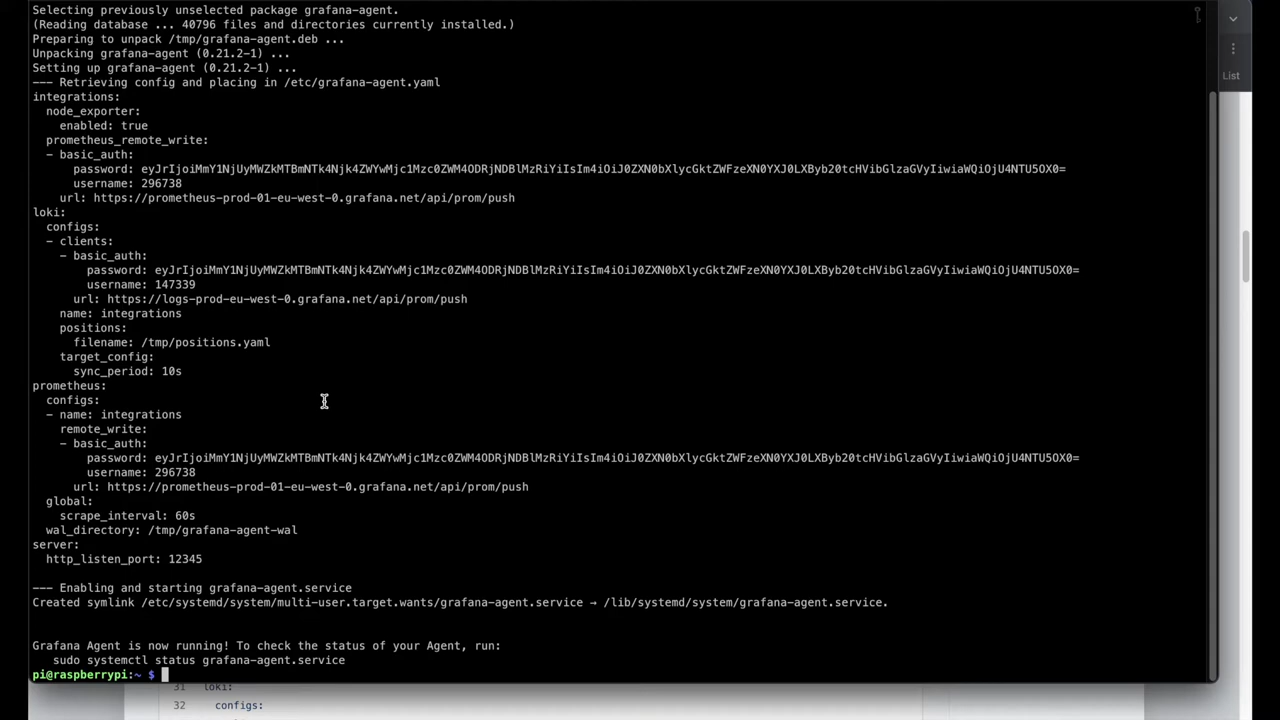 Selecting previously unselected package grafana-agent.
(Reading database ... 40796 files and directories currently installed.)
Preparing to unpack /tmp/grafana-agent.deb ...
Unpacking grafana-agent (0.21.2-1) ...
Setting up grafana-agent (0.21.2-1) ...
--- Retrieving config and placing in /etc/grafana-agent.yaml
integrations:
  node_exporter:
    enabled: true
  prometheus_remote_write:
  - basic_auth:
      password: eyJrIjoiMmY1NjUyMWZkMTBmNTk4Njk4ZWYwMjc1Mzc0ZWM4ODRjNDBlMzRiYiIsIm4iOiJ0ZXN0bXlycGktZWFzeXN0YXJ0LXByb20tcHVibGlzaGVyIiwiaWQiOjU4NTU5OX0=
      username: 296738
    url: https://prometheus-prod-01-eu-west-0.grafana.net/api/prom/push
loki:
  configs:
  - clients:
    - basic_auth:
        password: eyJrIjoiMmY1NjUyMWZkMTBmNTk4Njk4ZWYwMjc1Mzc0ZWM4ODRjNDBlMzRiYiIsIm4iOiJ0ZXN0bXlycGktZWFzeXN0YXJ0LXByb20tcHVibGlzaGVyIiwiaWQiOjU4NTU5OX0=
        username: 147339
      url: https://logs-prod-eu-west-0.grafana.net/api/prom/push
    name: integrations
    positions:
      filename: /tmp/positions.yaml
    target_config:
      sync_period: 10s
prometheus:
  configs:
  - name: integrations
    remote_write:
    - basic_auth:
        password: eyJrIjoiMmY1NjUyMWZkMTBmNTk4Njk4ZWYwMjc1Mzc0ZWM4ODRjNDBlMzRiYiIsIm4iOiJ0ZXN0bXlycGktZWFzeXN0YXJ0LXByb20tcHVibGlzaGVyIiwiaWQiOjU4NTU5OX0=
        username: 296738
      url: https://prometheus-prod-01-eu-west-0.grafana.net/api/prom/push
  global:
    scrape_interval: 60s
  wal_directory: /tmp/grafana-agent-wal
server:
  http_listen_port: 12345
--- Enabling and starting grafana-agent.service
Created symlink /etc/systemd/system/multi-user.target.wants/grafana-agent.service → /lib/systemd/system/grafana-agent.service.
Grafana Agent is now running! To check the status of your Agent, run:
   sudo systemctl status grafana-agent.service
pi@raspberrypi:~ $
List
31 loki:
32   configs: